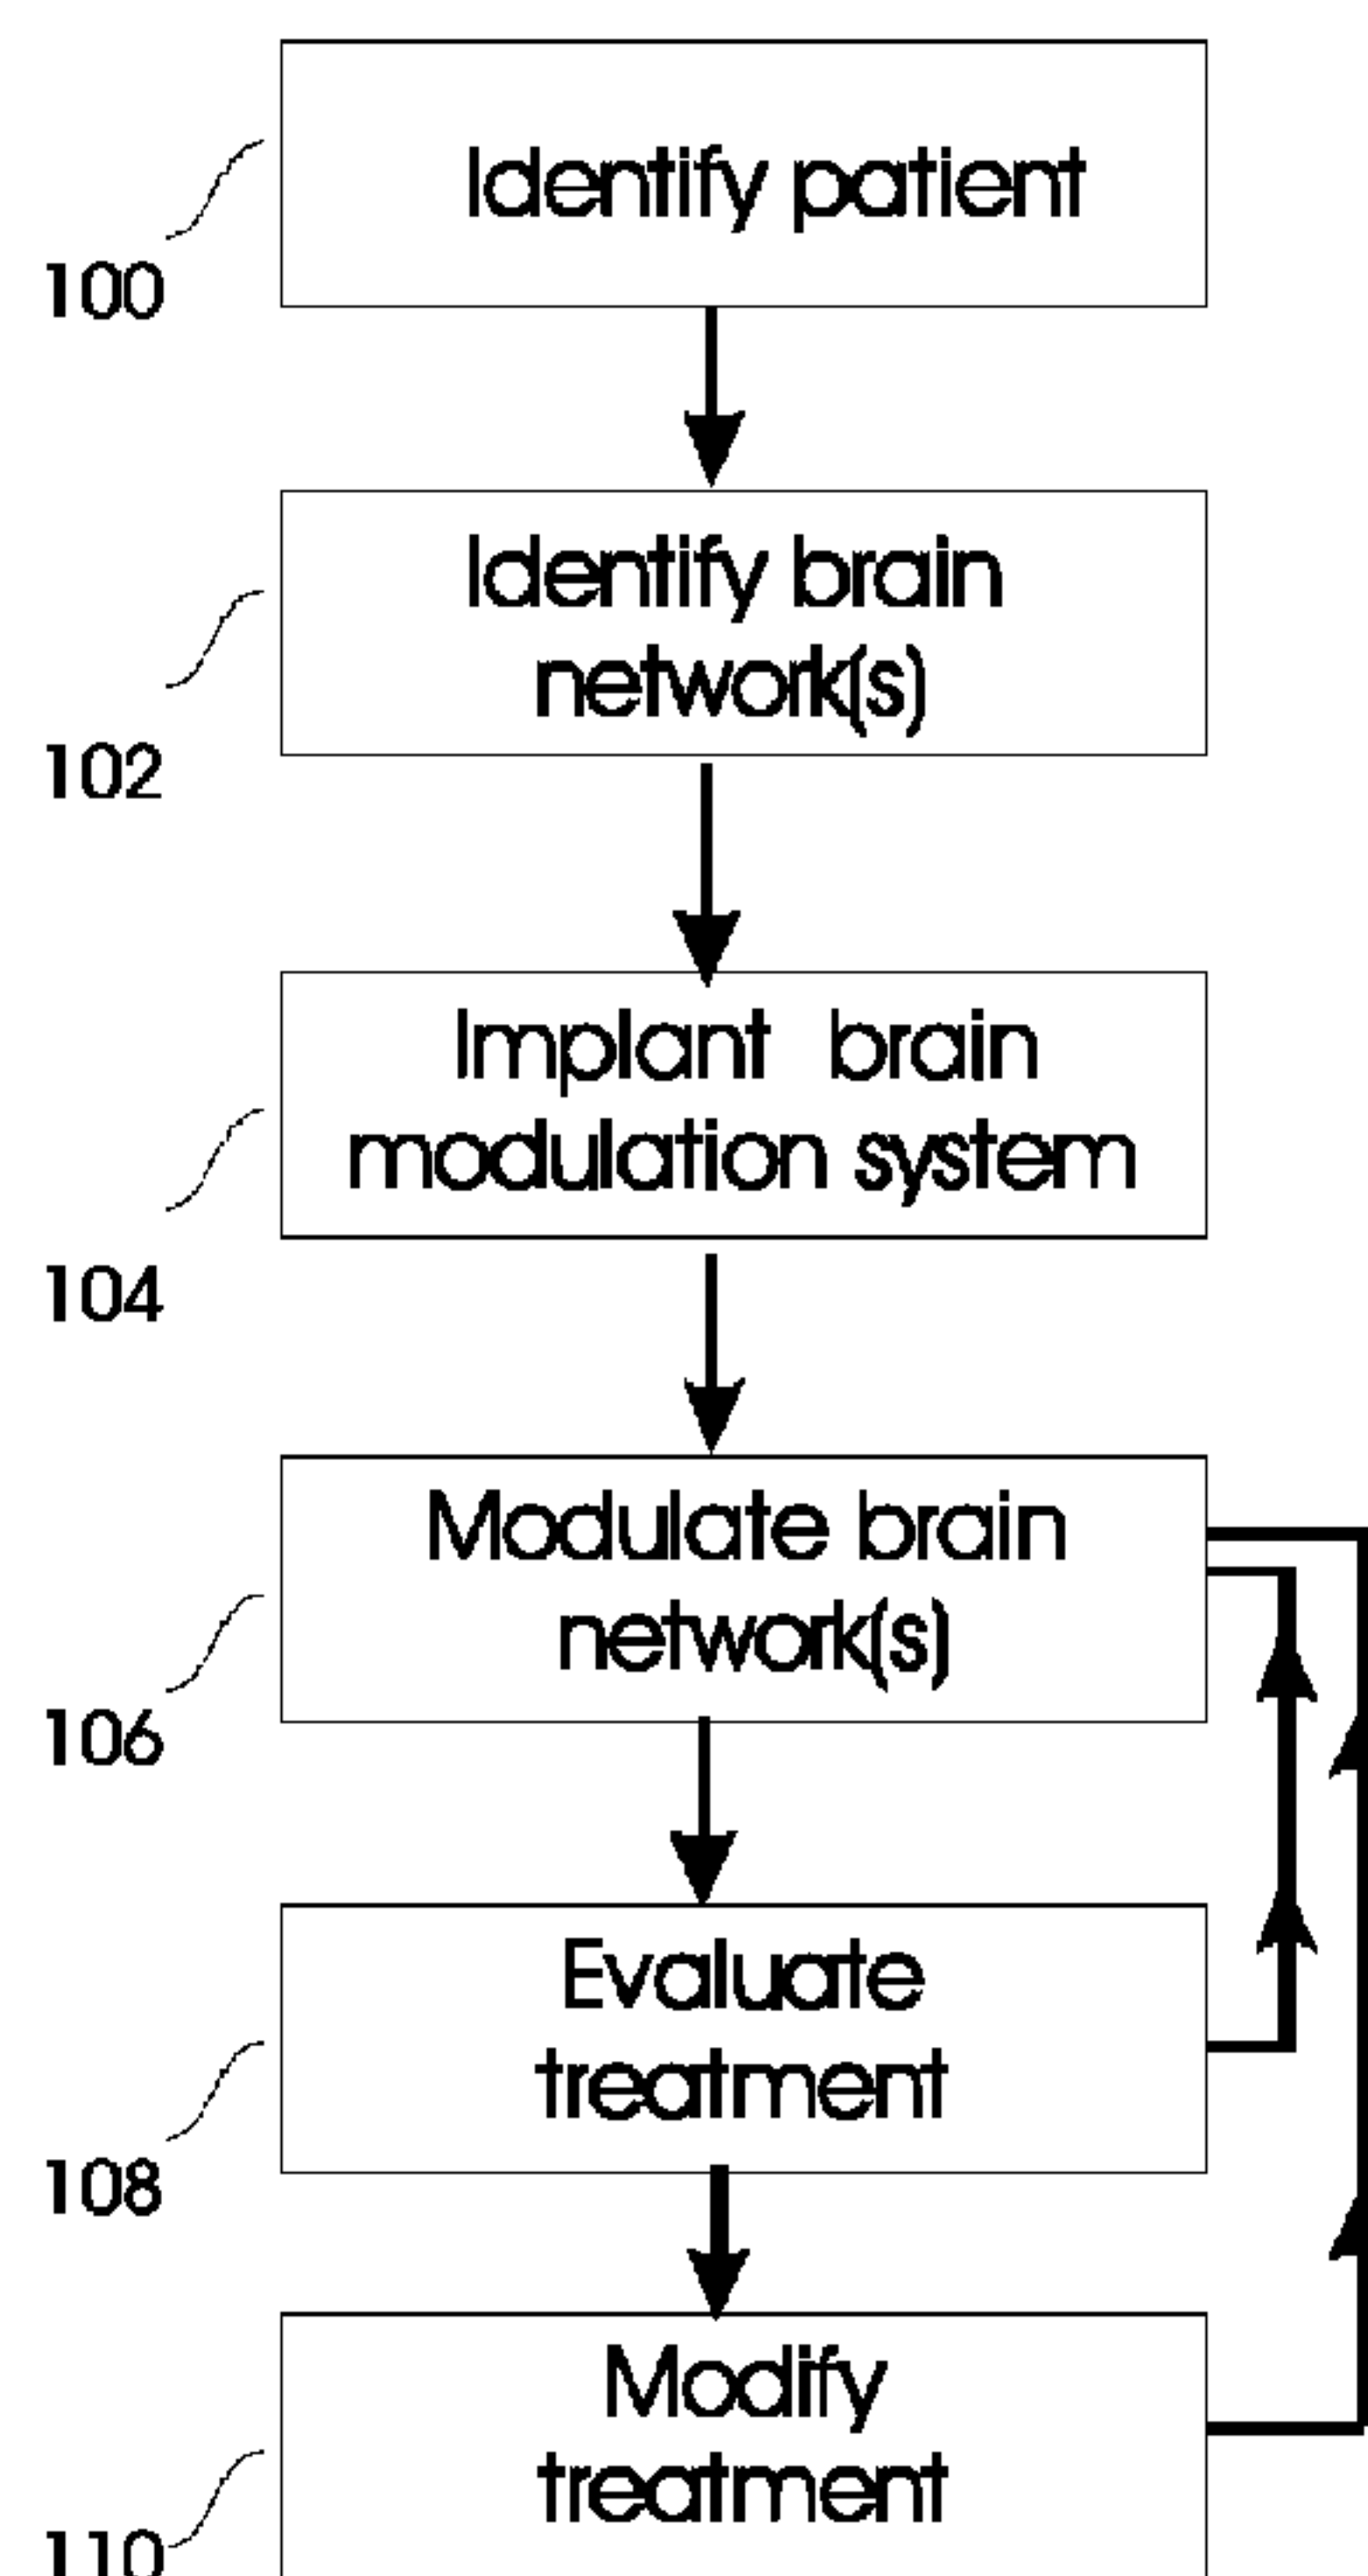 Identify patient
100
Identify brain
network(s)
102
Implant brain
modulation system
104
Modulate brain
network(s)
106
Evaluate
treatment
108
Modify
treatment
110